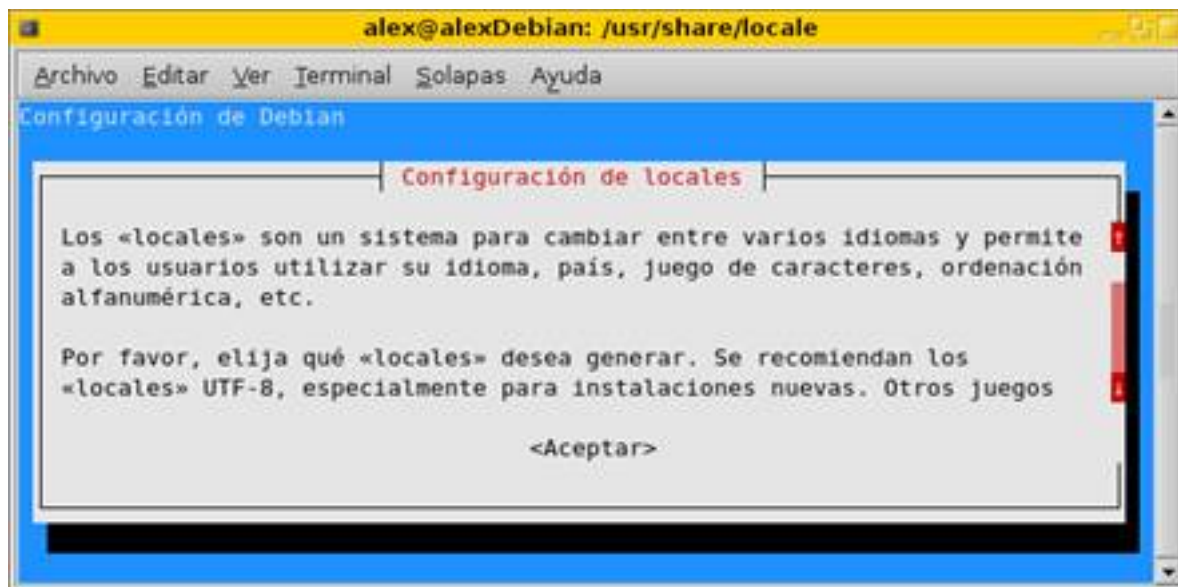 alex@alexDebian: /usr/share/locale
Archivo Editar Ver Terminal Solapas Ayuda
Configuración de Debian
Configuración de locales
Los «locales» son un sistema para cambiar entre varios idiomas y permite
a los usuarios utilizar su idioma, país, juego de caracteres, ordenación
alfanumérica, etc.
Por favor, elija qué «locales» desea generar. Se recomiendan los
«locales» UTF-8, especialmente para instalaciones nuevas. Otros juegos
<Aceptar>